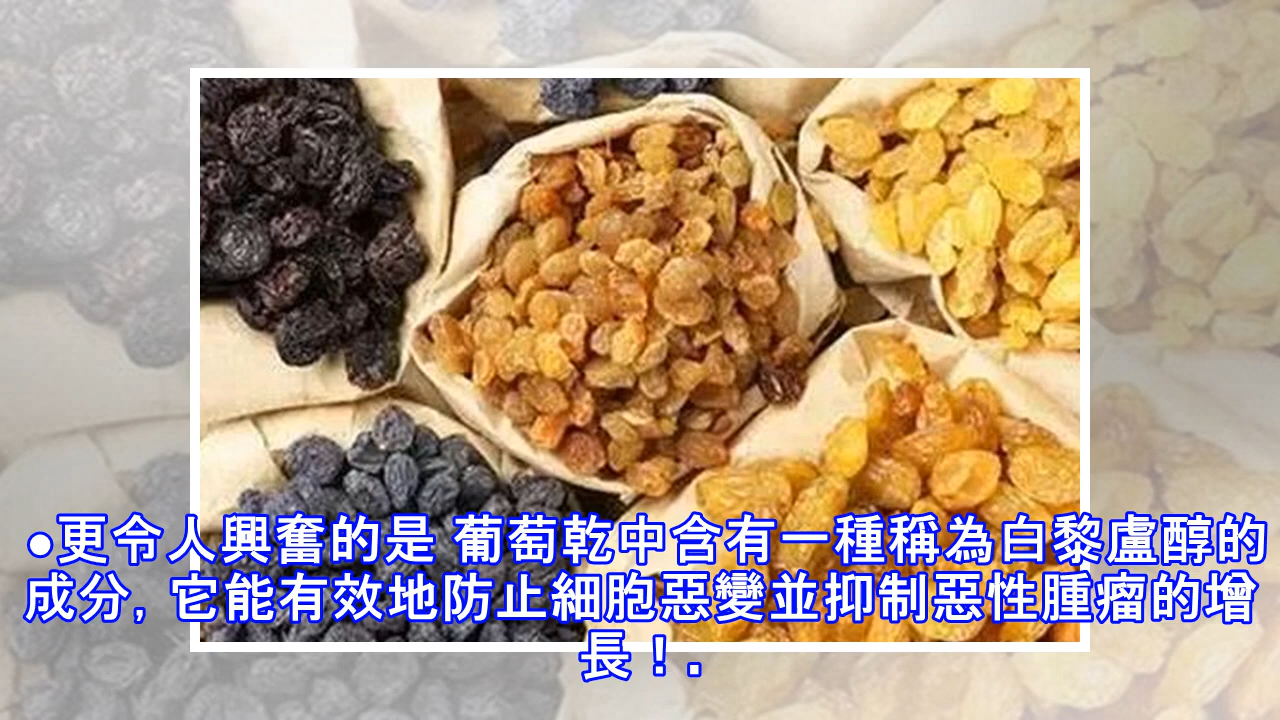 ●更令人興奮的是 葡萄乾中含有一種稱為白黎盧醇的
成分, 它能有效地防止細胞惡變並抑制惡性腫瘤的增
長！.